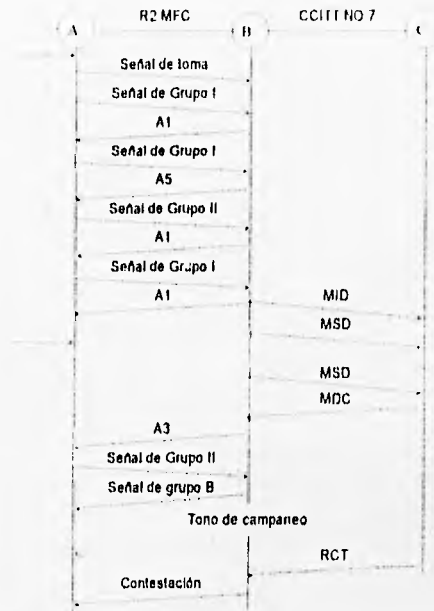 R2 MFC CCITT NO 7
A B C
Señal de toma
Señal de Grupo I
A1
Señal de Grupo I
A5
Señal de Grupo II
A1
Señal de Grupo I
A1 MID
MSD
MSD
MDC
A3
Señal de Grupo II
Señal de grupo B
Tono de campaneo
RCT
Contestación